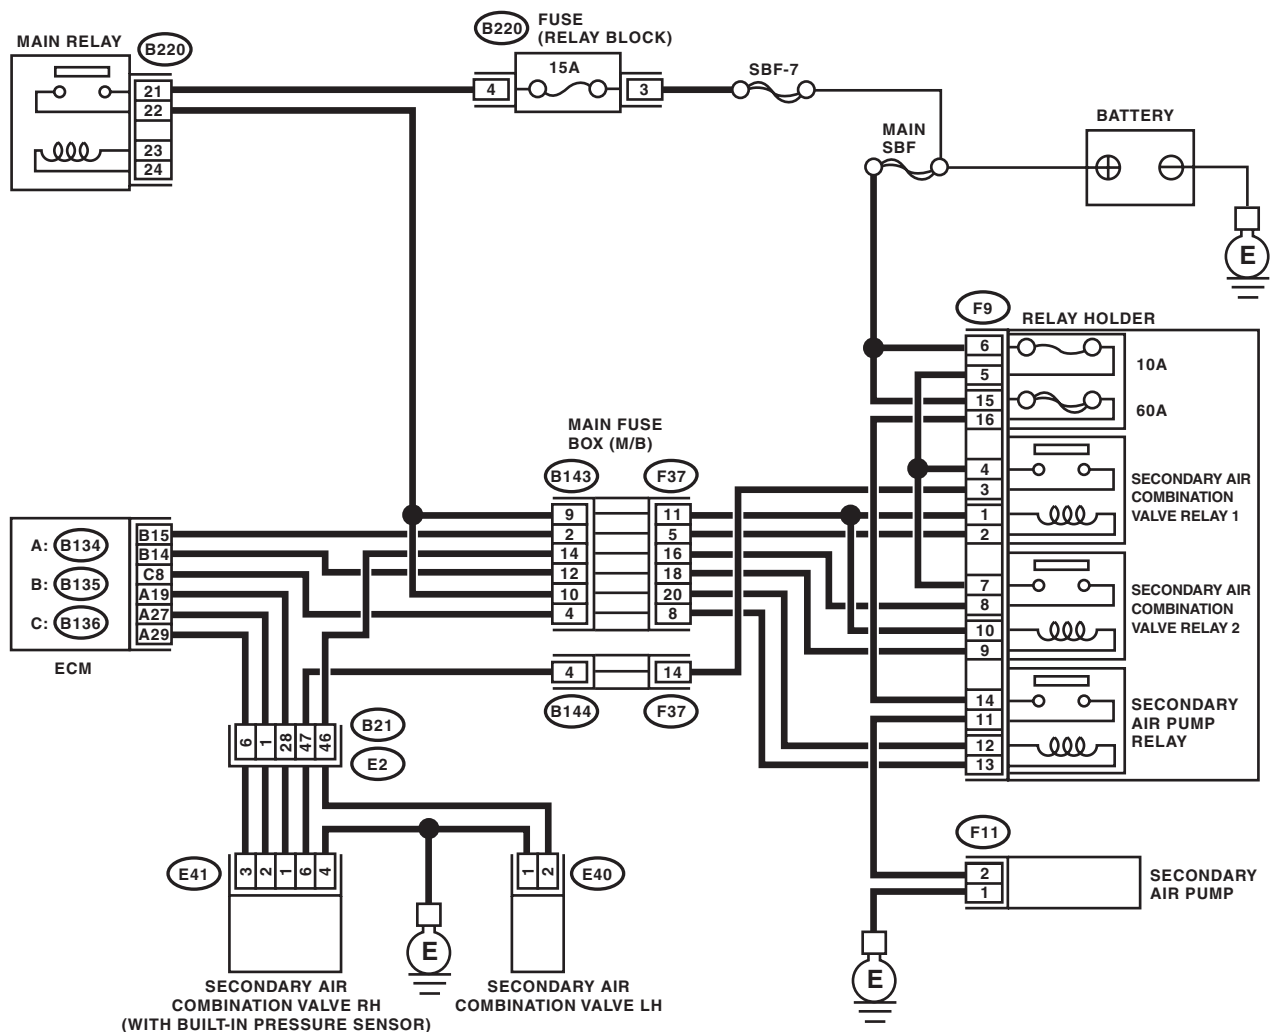 MAIN RELAY
B220
21
22
23
24
B220
FUSE
(RELAY BLOCK)
15A
4
3
SBF-7
MAIN
SBF
BATTERY
E
F9
RELAY HOLDER
6
5
15
16
4
3
1
2
7
8
10
9
14
11
12
13
10A
60A
SECONDARY AIR
COMBINATION
VALVE RELAY 1
SECONDARY AIR
COMBINATION
VALVE RELAY 2
SECONDARY
AIR PUMP
RELAY
MAIN FUSE
BOX (M/B)
B143
F37
9
11
2
5
14
16
12
18
10
20
4
8
4
14
B144
F37
A: B134
B: B135
C: B136
B15
B14
C8
A19
A27
A29
ECM
6
1
28
47
46
B21
E2
E41
3
2
1
6
4
1
2
E40
E
SECONDARY AIR
COMBINATION VALVE RH
(WITH BUILT-IN PRESSURE SENSOR)
SECONDARY AIR
COMBINATION VALVE LH
F11
2
1
SECONDARY
AIR PUMP
E